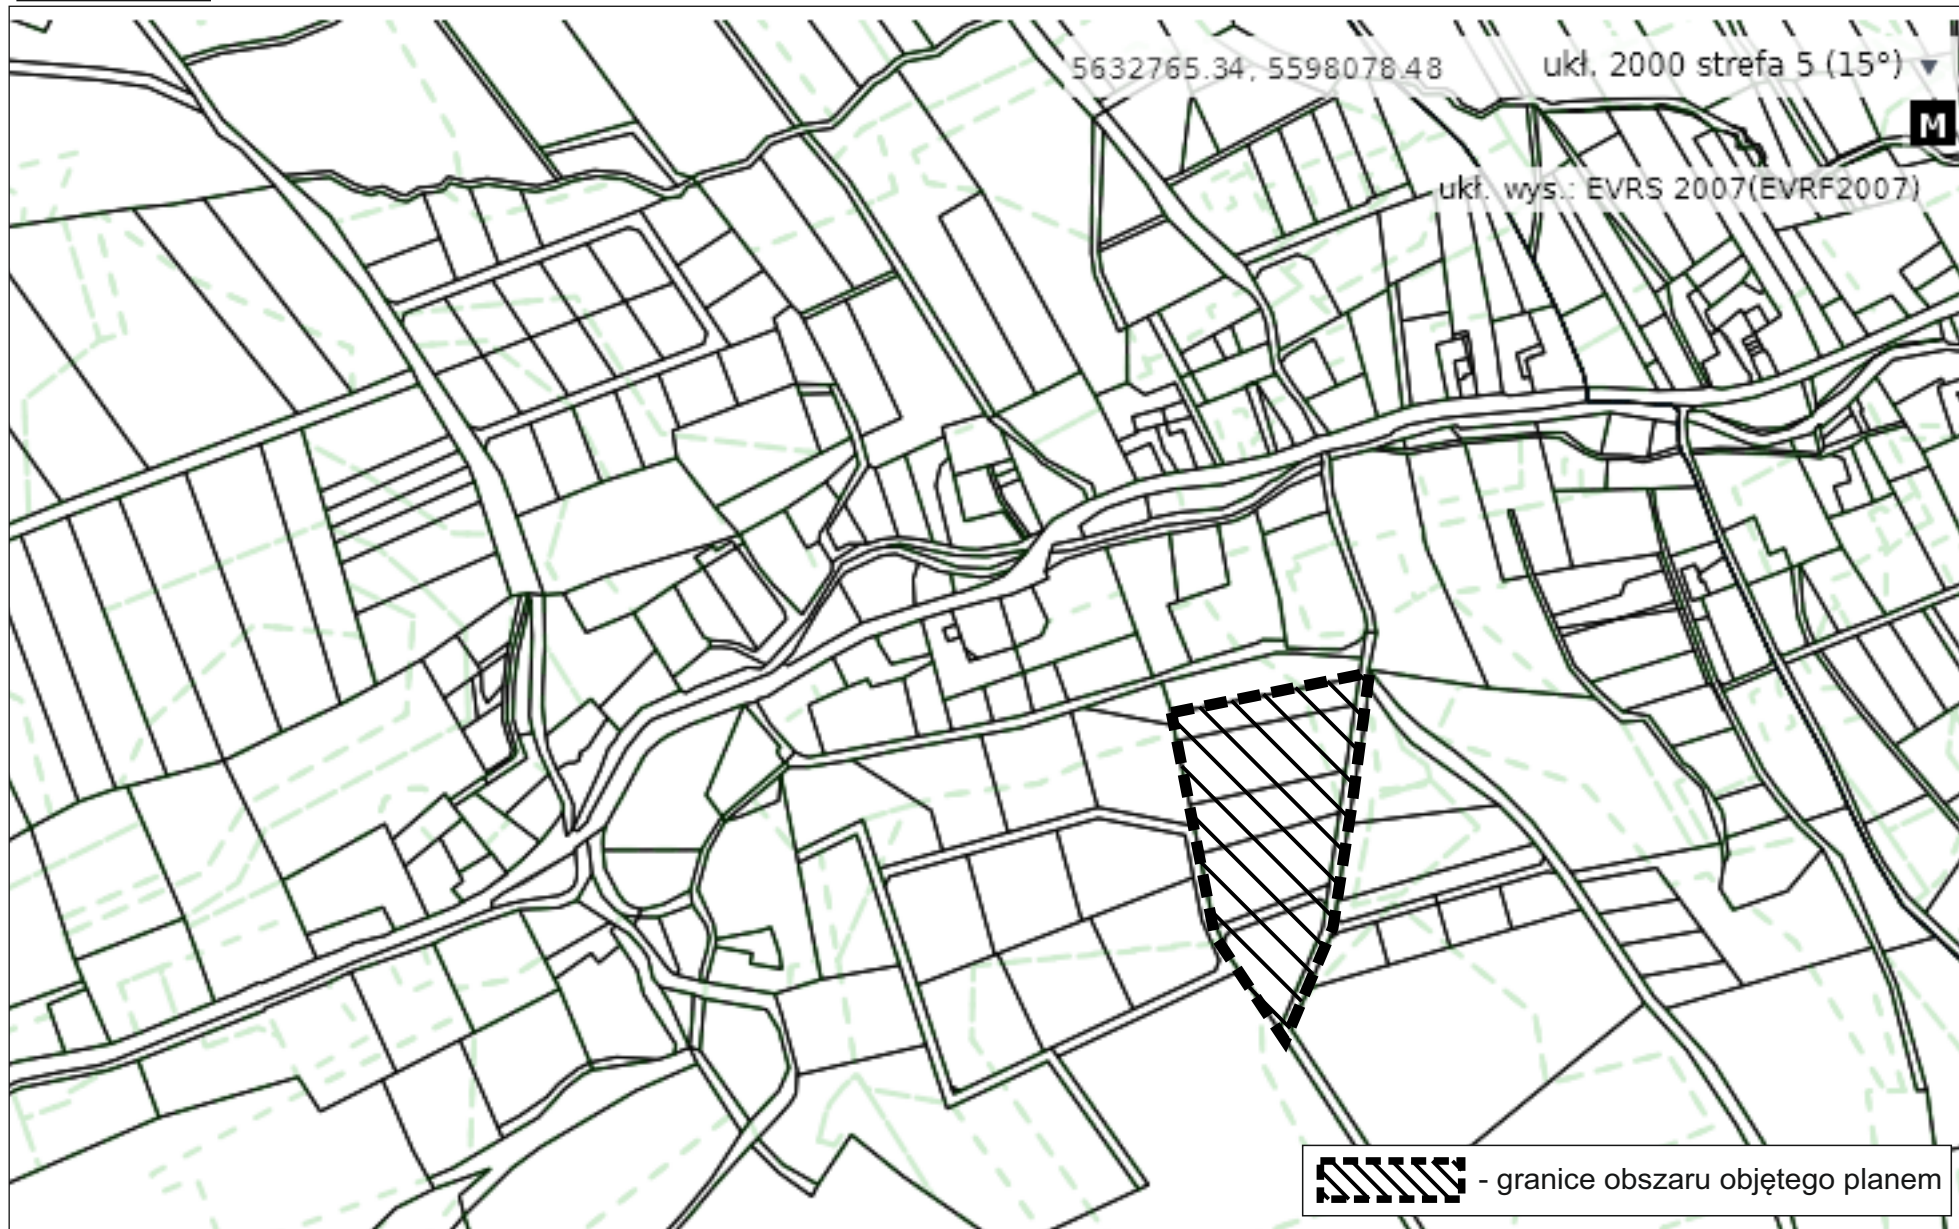 5632765.34, 5598078.48 ukł. 2000 strefa 5 (15°)
M
ukł. wys.: EVRS 2007(EVRF2007)
- granice obszaru objętego planem